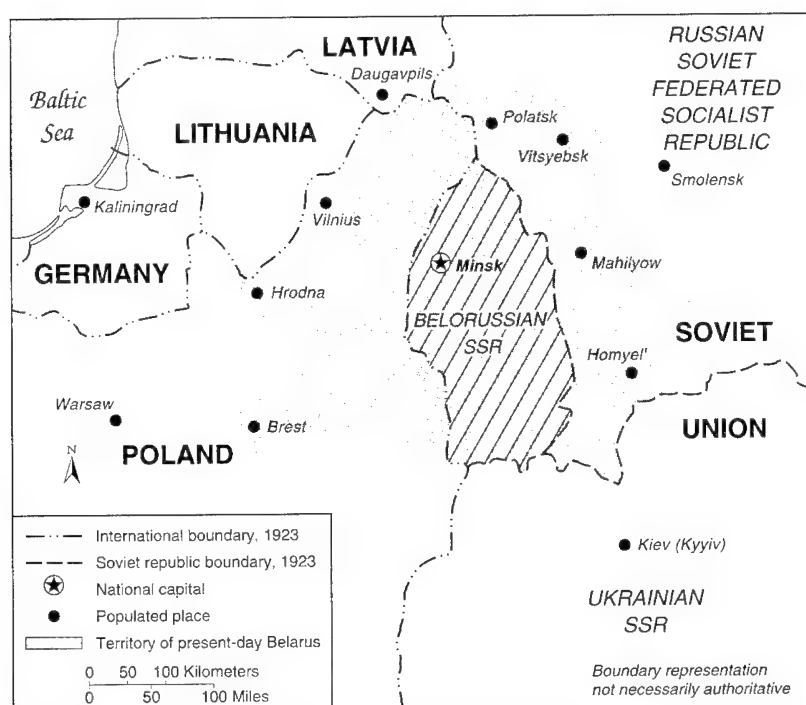 LATVIA
Daugavpils
RUSSIAN
SOVIET
FEDERATED
SOCIALIST
REPUBLIC
Baltic
Sea
LITHUANIA
Polatsk
Vitsyebsk
Smolensk
Kaliningrad
Vilnius
GERMANY
Minsk
Mahilyow
Hrodna
BELORUSSIAN
SSR
SOVIET
Homyel'
Warsaw
Brest
UNION
N
POLAND
International boundary, 1923
Soviet republic boundary, 1923
National capital
Populated place
Territory of present-day Belarus
0 50 100 Kilometers
0 50 100 Miles
Kiev (Kyyiv)
UKRAINIAN
SSR
Boundary representation
not necessarily authoritative